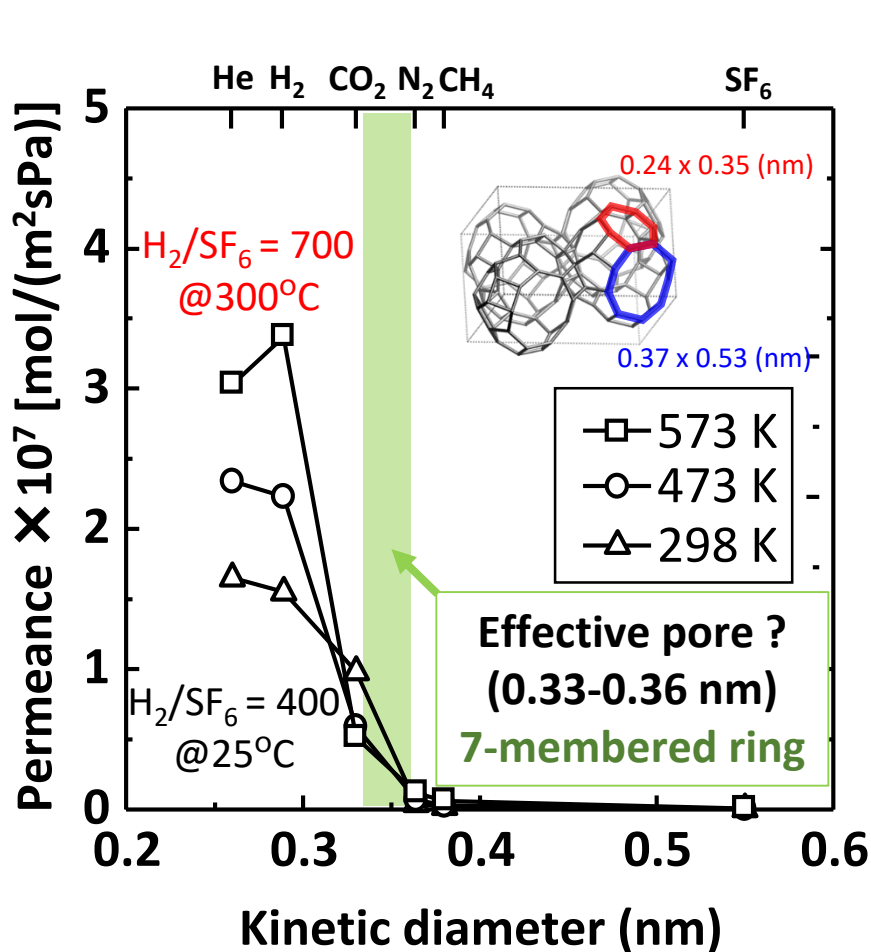 He H₂ CO₂ N₂ CH₄ SF₆
Permeance ×10⁷ [mol/(m²sPa)]
5
4
3
2
1
0
0.24 x 0.35 (nm)
H₂/SF₆ = 700
@300°C
0.37 x 0.53 (nm)
573 K
473 K
298 K
Effective pore ?
(0.33-0.36 nm)
7-membered ring
H₂/SF₆ = 400
@25°C
0.2 0.3 0.4 0.5 0.6
Kinetic diameter (nm)